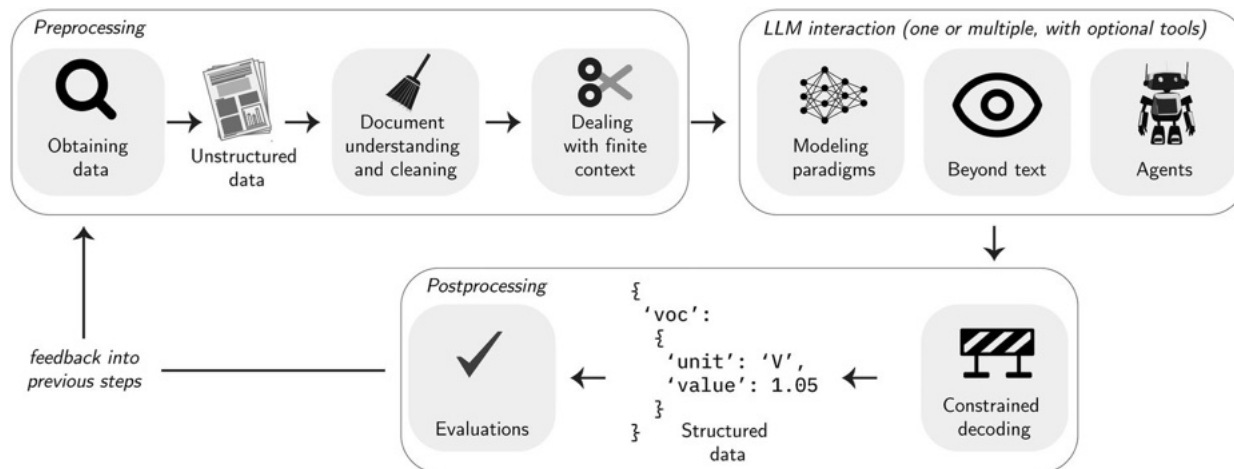 Preprocessing
Obtaining
data
Unstructured
data
Document
understanding
and cleaning
Dealing
with finite
context
LLM interaction (one or multiple, with optional tools)
Modeling
paradigms
Beyond text
Agents
Postprocessing
Evaluations
{
‘voc’:
{
‘unit’: ‘V’,
‘value’: 1.05
}
}
Structured
data
Constrained
decoding
feedback into
previous steps